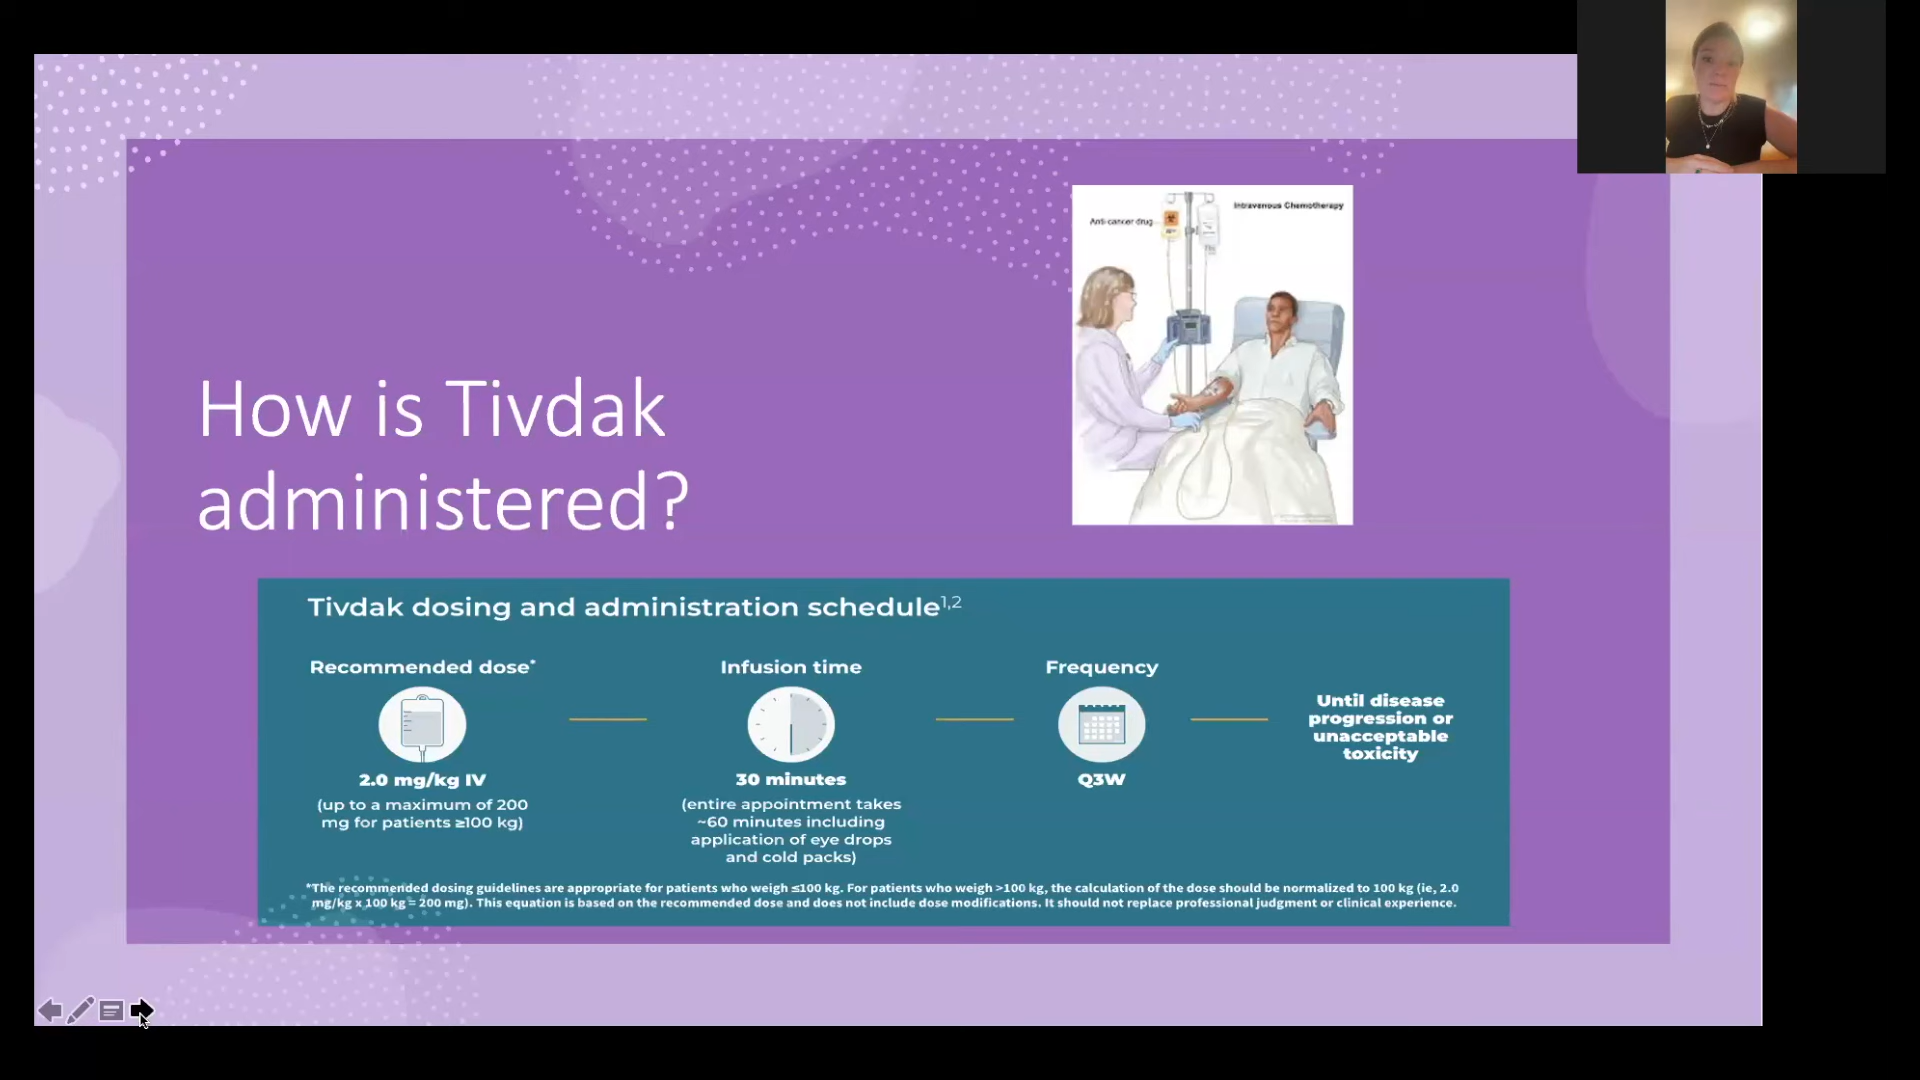 Intravenous Chemotherapy
Anti-cancer drug
How is Tivdak
administered?
Tivdak dosing and administration schedule1,2
Recommended dose*
2.0 mg/kg IV
(up to a maximum of 200
mg for patients ≥100 kg)
Infusion time
30 minutes
(entire appointment takes
~60 minutes including
application of eye drops
and cold packs)
Frequency
Q3W
Until disease
progression or
unacceptable
toxicity
*The recommended dosing guidelines are appropriate for patients who weigh ≤100 kg. For patients who weigh >100 kg, the calculation of the dose should be normalized to 100 kg (ie, 2.0
mg/kg x 100 kg = 200 mg). This equation is based on the recommended dose and does not include dose modifications. It should not replace professional judgment or clinical experience.